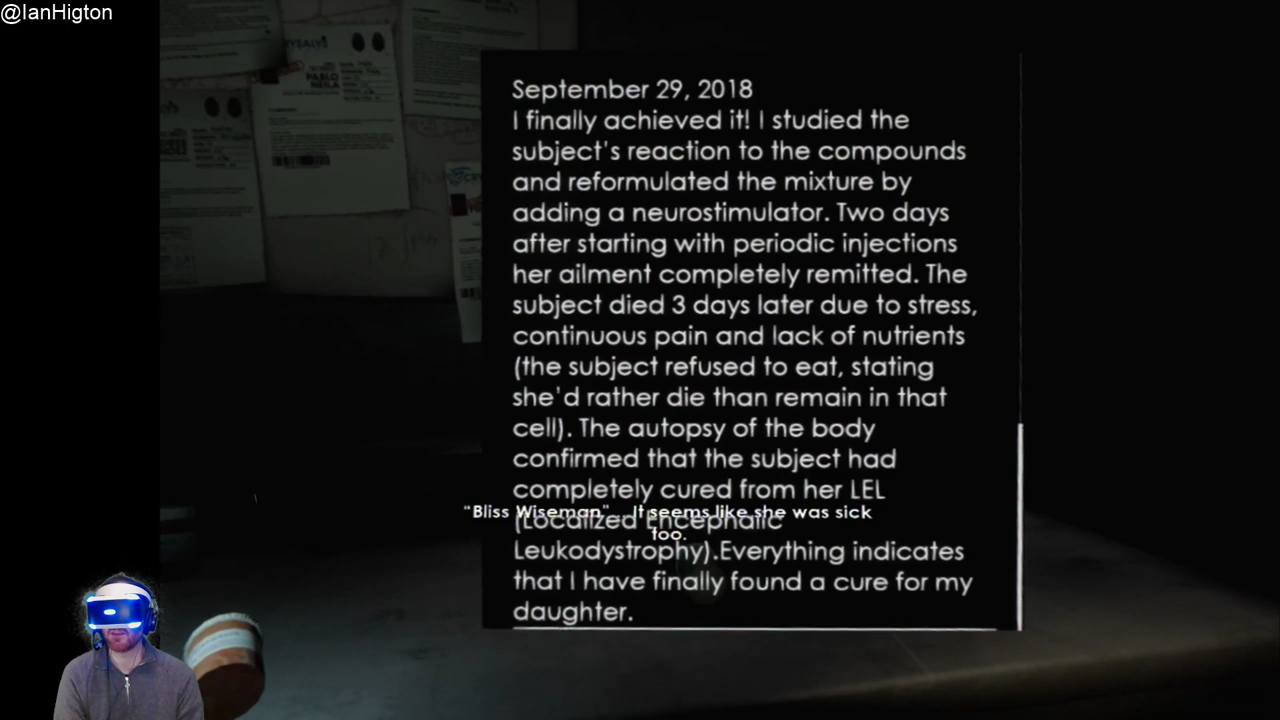 @IanHigton
PABLO
NEILA
September 29, 2018
I finally achieved it! I studied the
subject's reaction to the compounds
and reformulated the mixture by
adding a neurostimulator. Two days
after starting with periodic injections
her ailment completely remitted. The
subject died 3 days later due to stress,
continuous pain and lack of nutrients
(the subject refused to eat, stating
she'd rather die than remain in that
cell). The autopsy of the body
confirmed that the subject had
completely cured from her LEL
(Localized Encephalic
Leukodystrophy).Everything indicates
that I have finally found a cure for my
daughter.
"Bliss Wiseman"... It seems like she was sick
too.